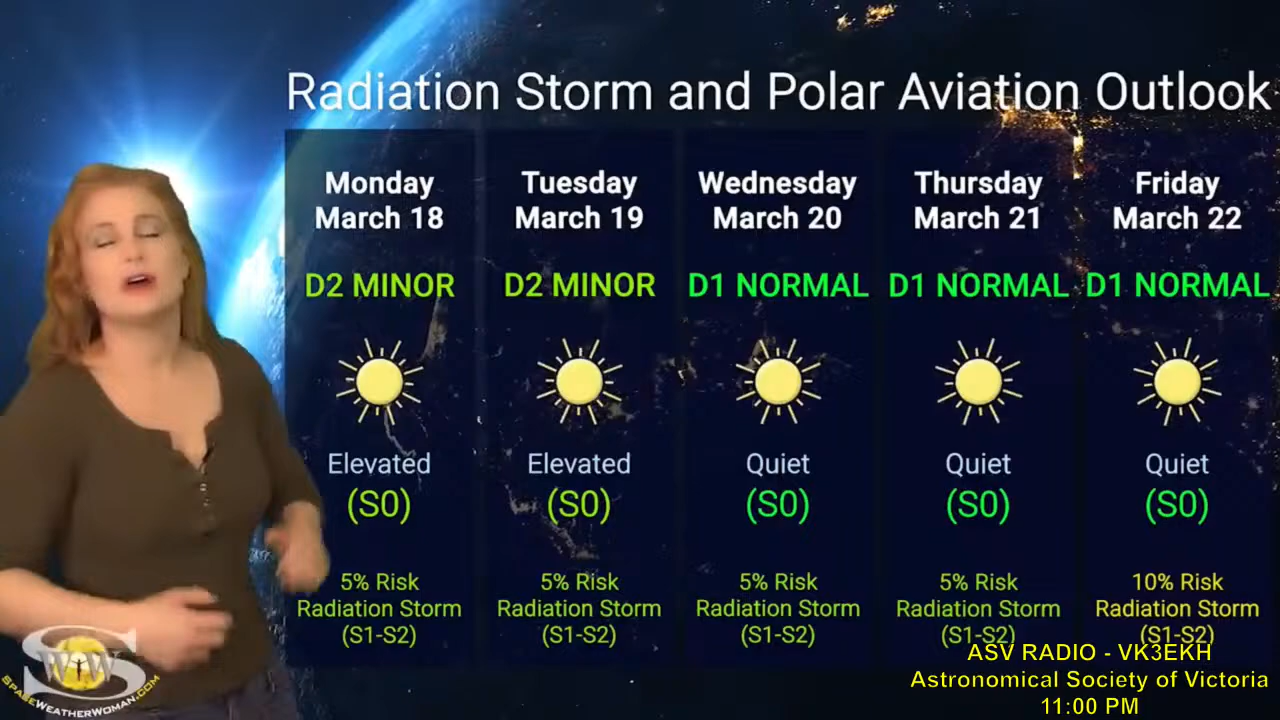 Radiation Storm and Polar Aviation Outlook
Monday
March 18
D2 MINOR
Elevated
(S0)
5% Risk
Radiation Storm
(S1-S2)
Tuesday
March 19
D2 MINOR
Elevated
(S0)
5% Risk
Radiation Storm
(S1-S2)
Wednesday
March 20
D1 NORMAL
Quiet
(S0)
5% Risk
Radiation Storm
(S1-S2)
Thursday
March 21
D1 NORMAL
Quiet
(S0)
5% Risk
Radiation Storm
(S1-S2)
Friday
March 22
D1 NORMAL
Quiet
(S0)
10% Risk
Radiation Storm
(S1-S2)
SWW
SPACEWEATHERWOMAN.COM
ASV RADIO - VK3EKH
Astronomical Society of Victoria
11:00 PM